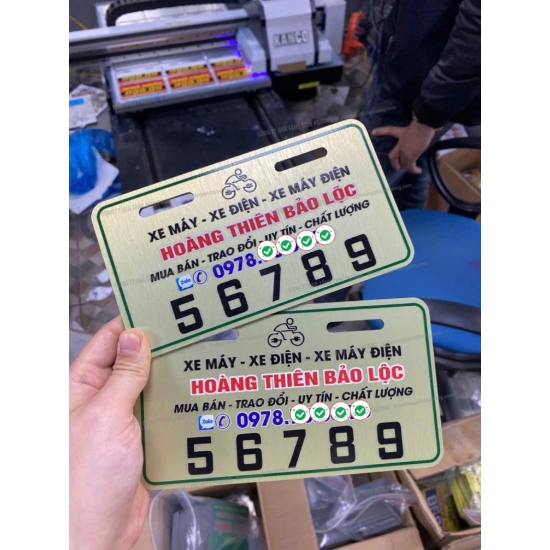 KANCO
XE MÁY - XE ĐIỆN - XE MÁY ĐIỆN
HOÀNG THIÊN BẢO LỘC
MUA BÁN - TRAO ĐỔI - UY TÍN - CHẤT LƯỢNG
Zalo 0978.
56789
XE MÁY - XE ĐIỆN - XE MÁY ĐIỆN
HOÀNG THIÊN BẢO LỘC
MUA BÁN - TRAO ĐỔI - UY TÍN - CHẤT LƯỢNG
Zalo 0978.
56789